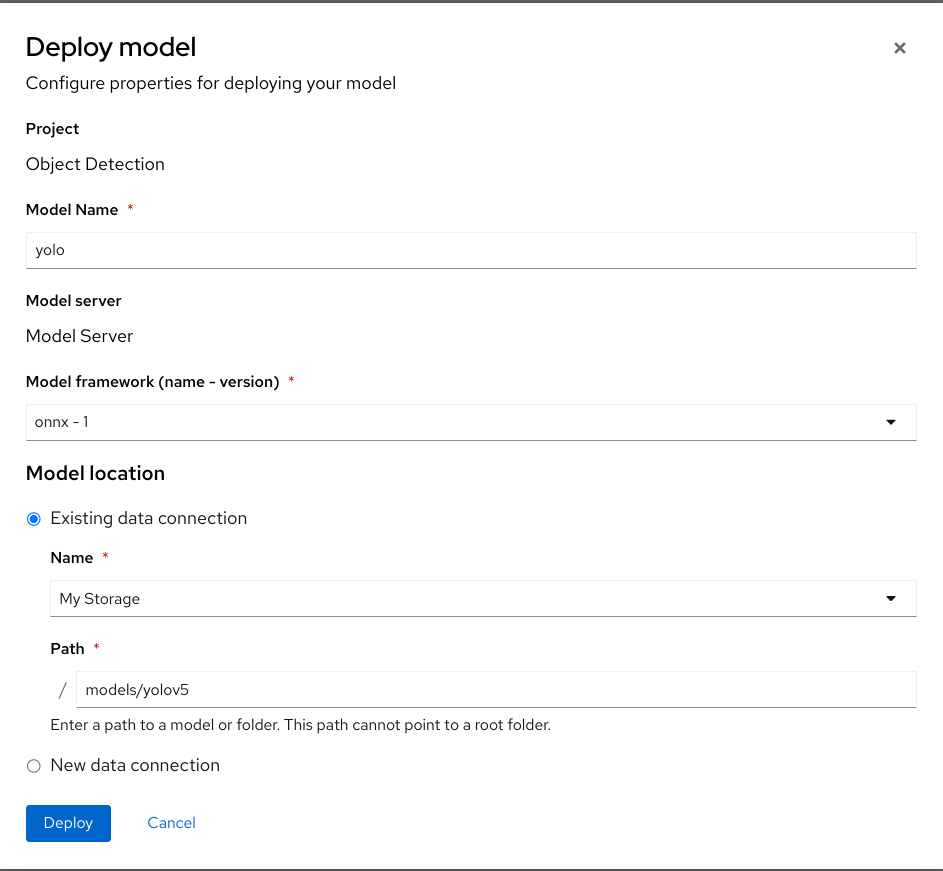 Deploy model
Configure properties for deploying your model
Project
Object Detection
Model Name *
yolo
Model server
Model Server
Model framework (name - version) *
onnx - 1
Model location
Existing data connection
Name *
My Storage
Path *
/ models/yolov5
Enter a path to a model or folder. This path cannot point to a root folder.
New data connection
Deploy Cancel